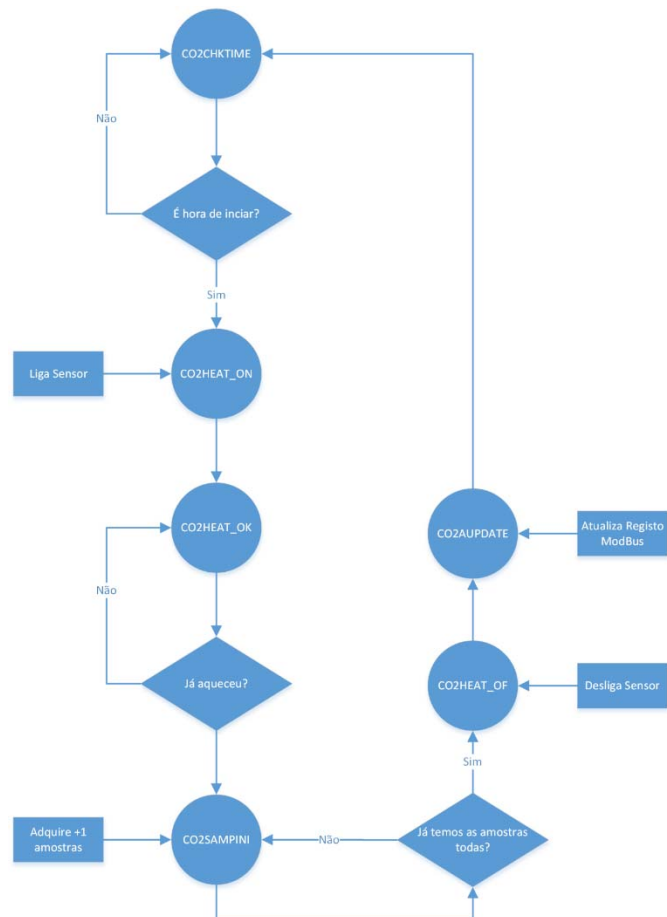 CO2CHKTIME
Não
É hora de inciar?
Sim
Liga Sensor
CO2HEAT_ON
CO2HEAT_OK
Não
Já aqueceu?
Adquire +1
amostras
CO2SAMPINI
Não
Já temos as amostras
todas?
Sim
CO2HEAT_OF
Desliga Sensor
CO2AUPDATE
Atualiza Registo
ModBus